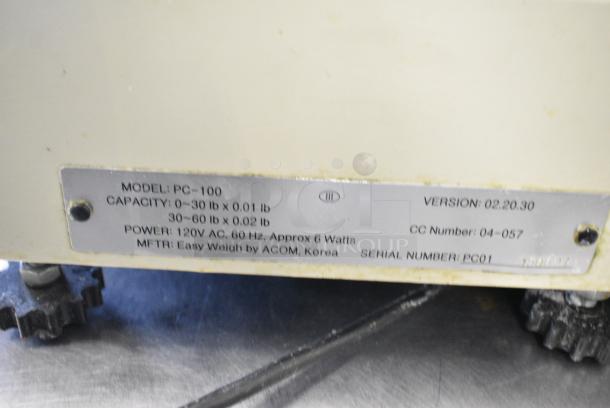 MODEL: PC-100
III
VERSION: 02.20.30
CAPACITY: 0~30 lb x 0.01 lb
30~60 lb x 0.02 lb
CC Number: 04-057
POWER: 120V AC, 60 Hz, Approx 6 Watts
MFTR: Easy Weigh by ACOM, Korea
SERIAL NUMBER: PC01
GROUP